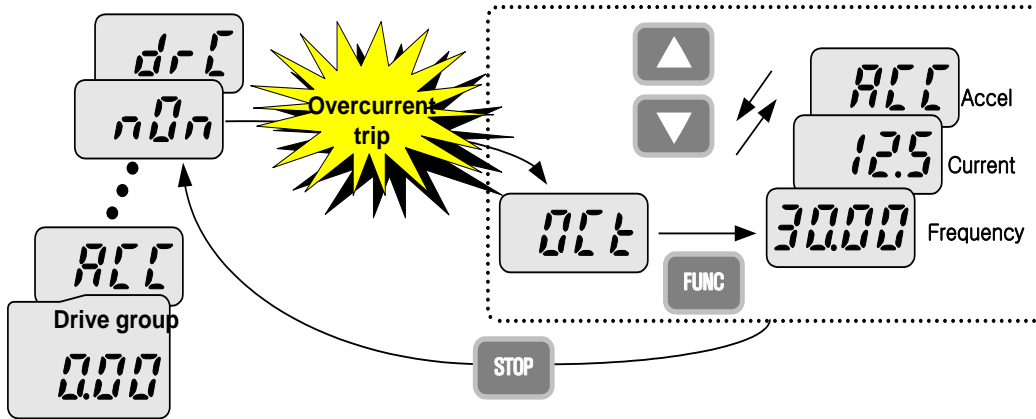 drC
n0n
Overcurrent
trip
ACC
Drive group
0.00
OCt
FUNC
ACC
Accel
12.5
Current
30.00
Frequency
STOP